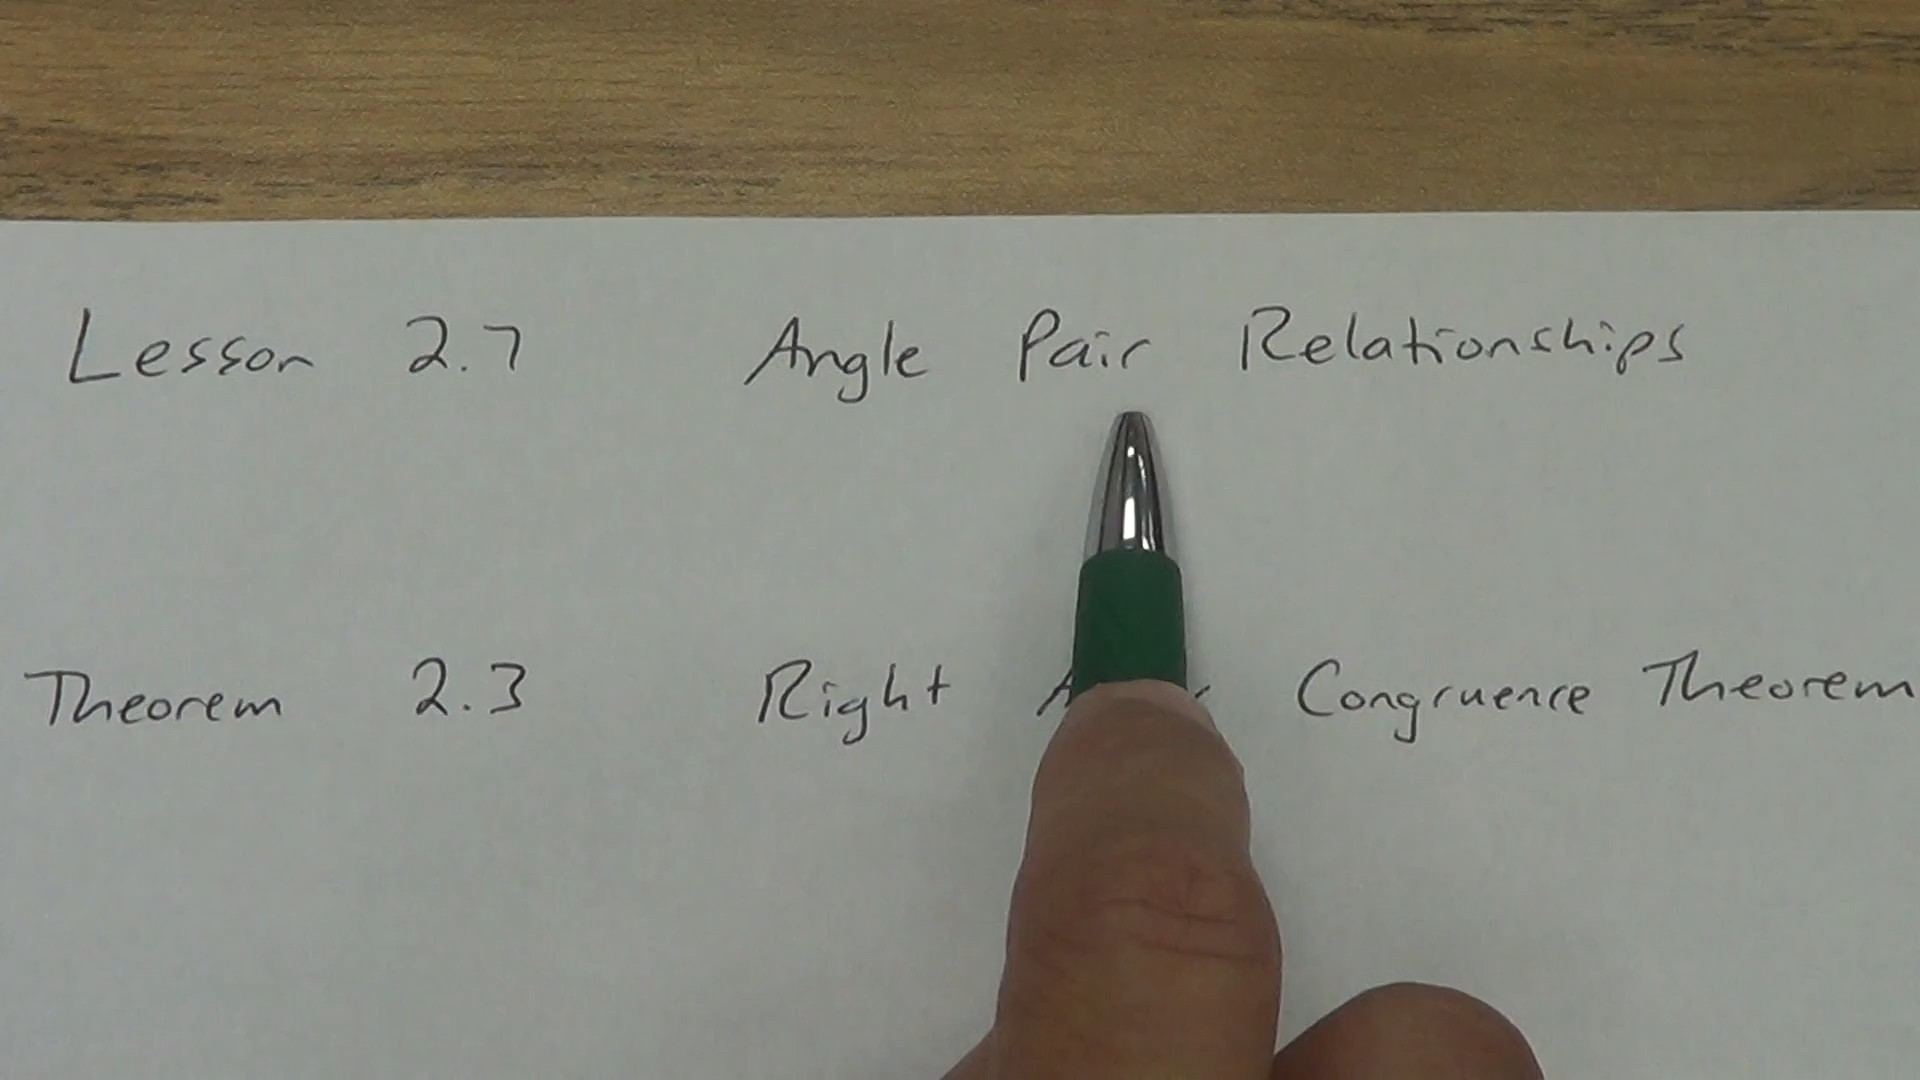 Lesson 2.7 Angle Pair Relationships
Theorem 2.3 Right Congruence Theorem